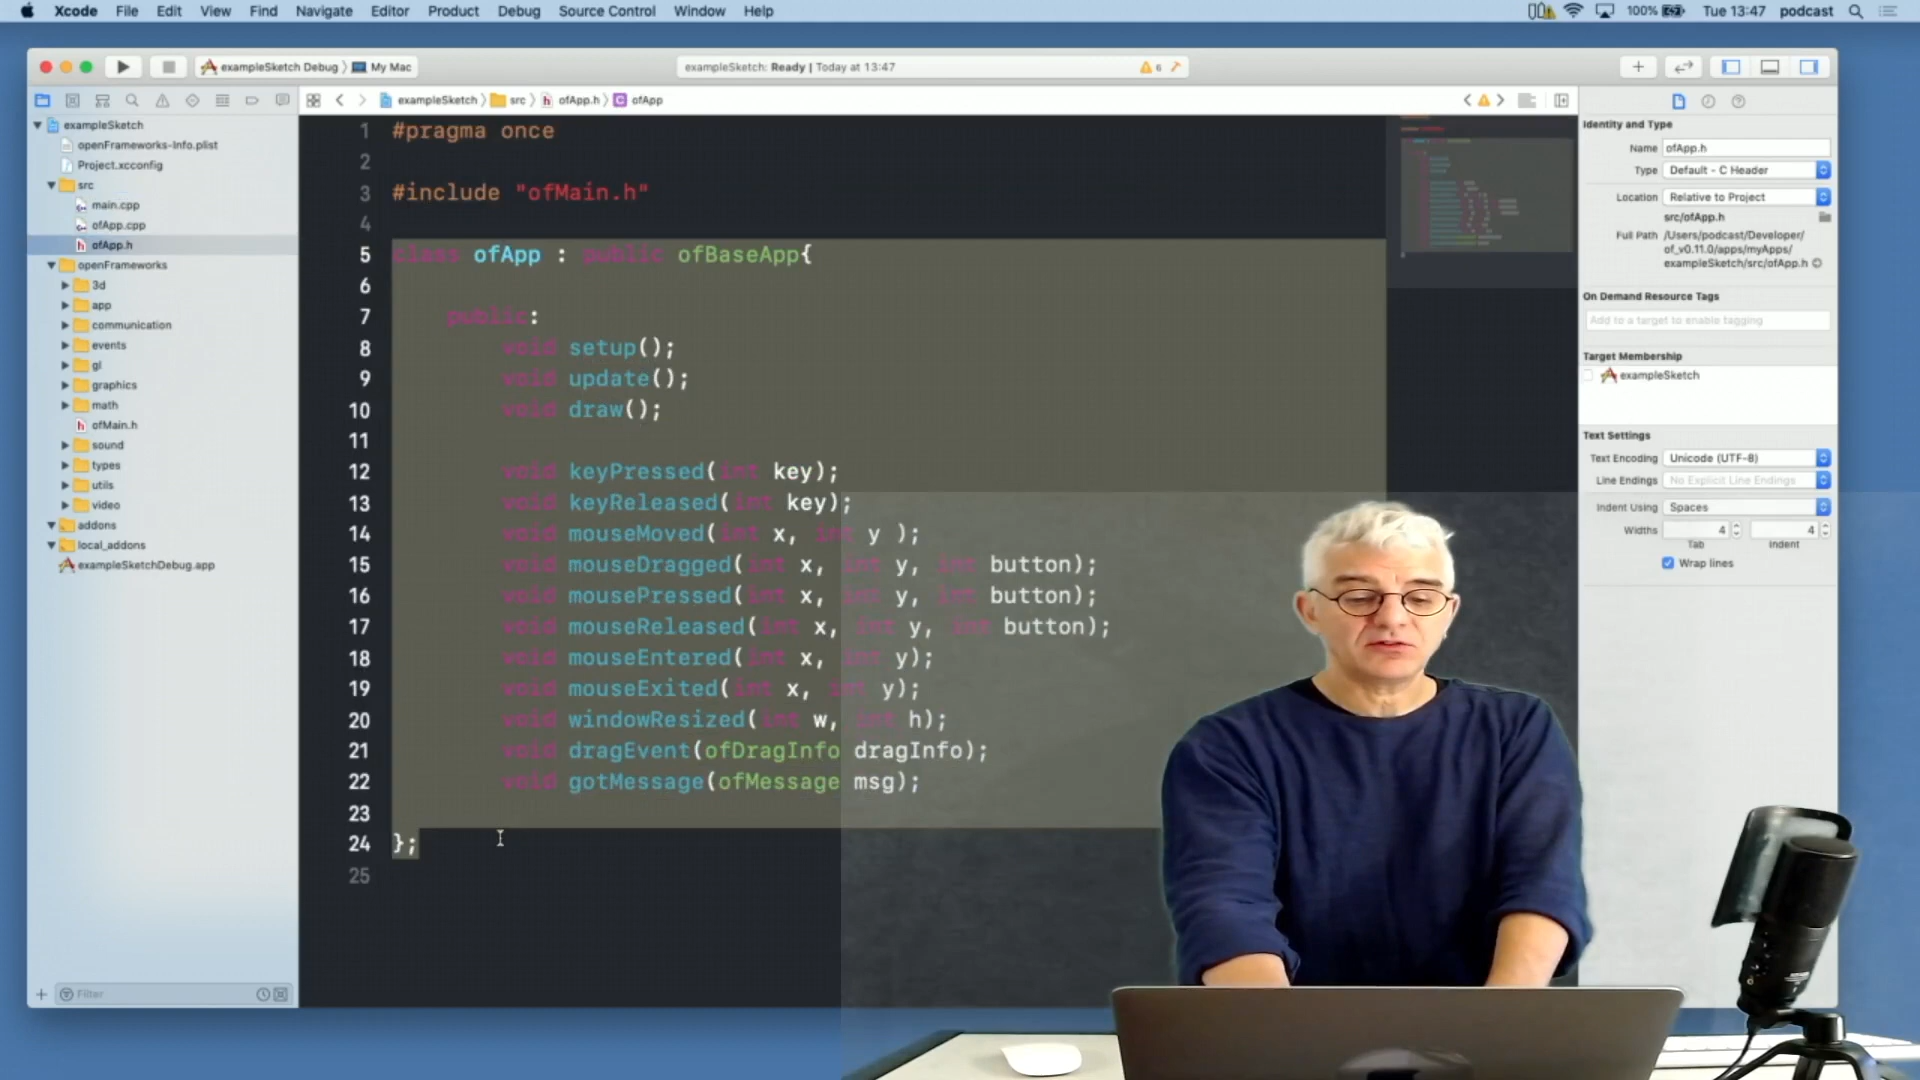 Xcode File Edit View Find Navigate Editor Product Debug Source Control Window Help
100% Tue 13:47 podcast
exampleSketch Debug My Mac
exampleSketch: Ready | Today at 13:47
6
exampleSketch src ofApp.h ofApp
exampleSketch
openFrameworks-Info.plist
Project.xcconfig
src
main.cpp
ofApp.cpp
ofApp.h
openFrameworks
3d
app
communication
events
gl
graphics
math
ofMain.h
sound
types
utils
video
addons
local_addons
exampleSketchDebug.app
Filter
1 #pragma once
2
3 #include "ofMain.h"
4
5 class ofApp : public ofBaseApp{
6
7 public:
8 void setup();
9 void update();
10 void draw();
11
12 void keyPressed(int key);
13 void keyReleased(int key);
14 void mouseMoved(int x, int y );
15 void mouseDragged(int x, int y, int button);
16 void mousePressed(int x, int y, int button);
17 void mouseReleased(int x, int y, int button);
18 void mouseEntered(int x, int y);
19 void mouseExited(int x, int y);
20 void windowResized(int w, int h);
21 void dragEvent(ofDragInfo dragInfo);
22 void gotMessage(ofMessage msg);
23
24 };
25
Identity and Type
Name ofApp.h
Type Default - C Header
Location Relative to Project
src/ofApp.h
Full Path /Users/podcast/Developer/
of_v0.11.0/apps/myApps/
exampleSketch/src/ofApp.h
On Demand Resource Tags
Add to a target to enable tagging
Target Membership
exampleSketch
Text Settings
Text Encoding Unicode (UTF-8)
Line Endings No Explicit Line Endings
Indent Using Spaces
Widths 4 4
Tab Indent
Wrap lines